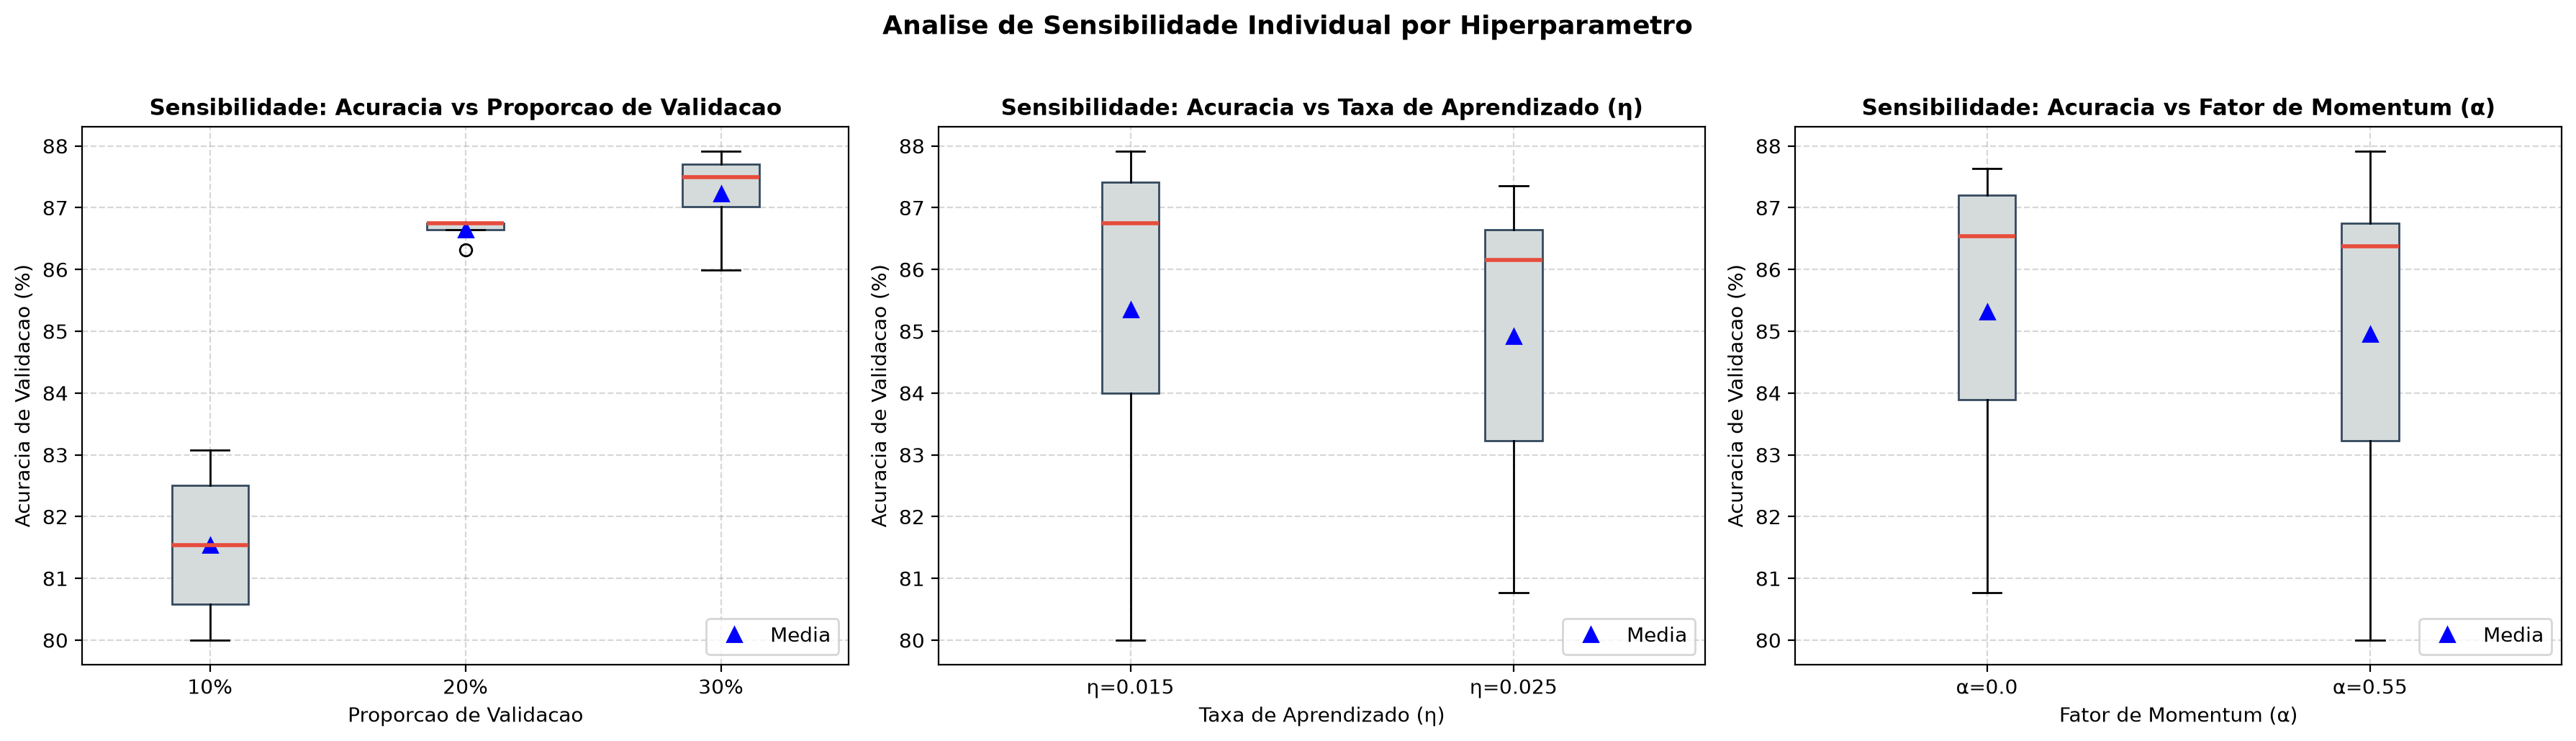 Analise de Sensibilidade Individual por Hiperparametro
Sensibilidade: Acuracia vs Proporcao de Validacao
Acuracia de Validacao (%)
88
87
86
85
84
83
82
81
80
10%
20%
30%
Proporcao de Validacao
Media
Sensibilidade: Acuracia vs Taxa de Aprendizado (η)
Acuracia de Validacao (%)
88
87
86
85
84
83
82
81
80
η=0.015
η=0.025
Taxa de Aprendizado (η)
Media
Sensibilidade: Acuracia vs Fator de Momentum (α)
Acuracia de Validacao (%)
88
87
86
85
84
83
82
81
80
α=0.0
α=0.55
Fator de Momentum (α)
Media